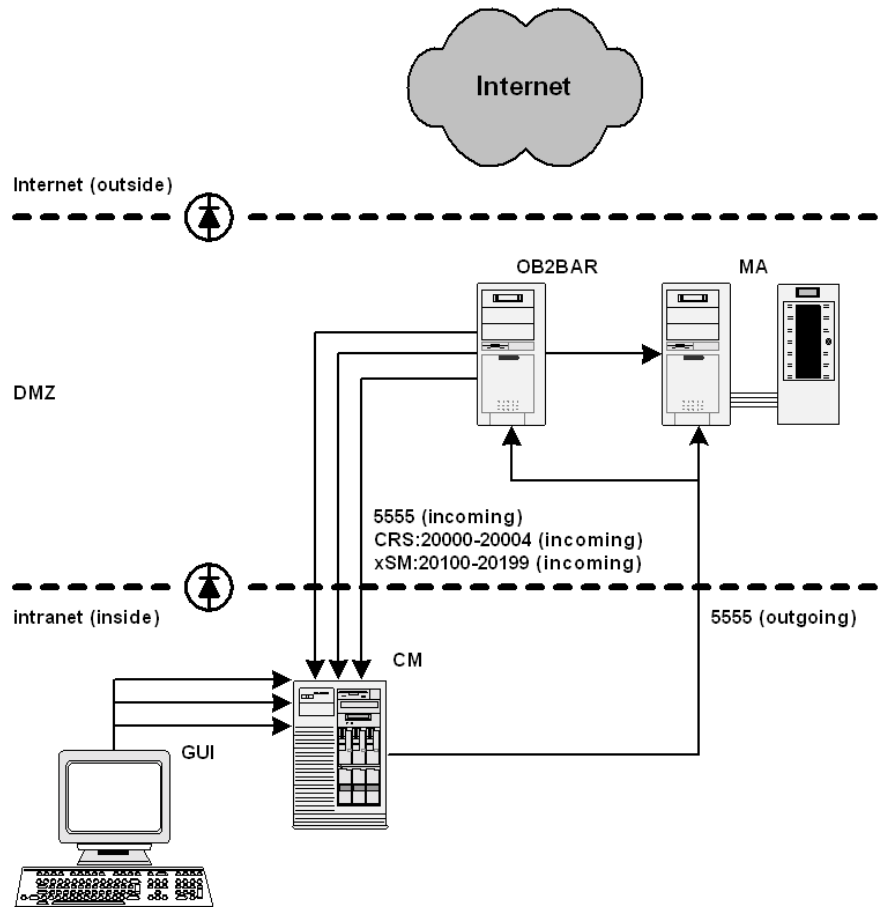 Internet
Internet (outside)
OB2BAR
MA
DMZ
5555 (incoming)
CRS:20000-20004 (incoming)
xSM:20100-20199 (incoming)
intranet (inside)
5555 (outgoing)
CM
GUI